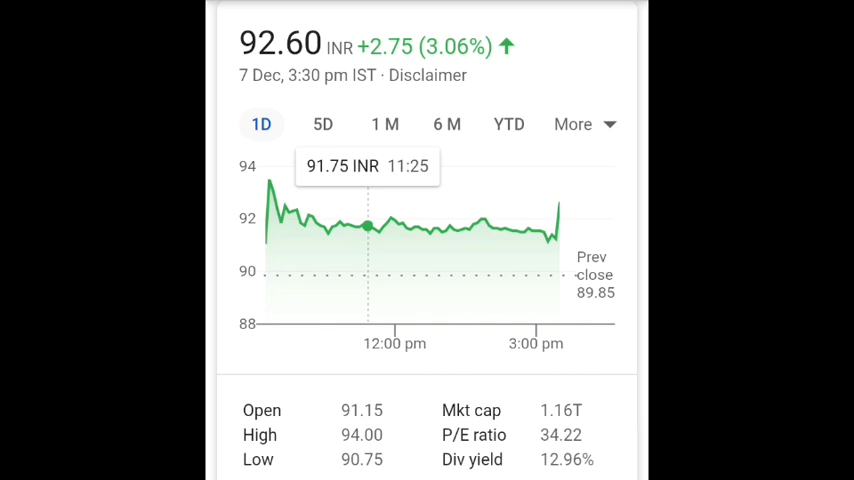 92.60 INR +2.75 (3.06%) ↑
7 Dec, 3:30 pm IST · Disclaimer
1D 5D 1 M 6 M YTD More
91.75 INR 11:25
94
92
90
88
Prev
close
89.85
12:00 pm 3:00 pm
Open 91.15 Mkt cap 1.16T
High 94.00 P/E ratio 34.22
Low 90.75 Div yield 12.96%